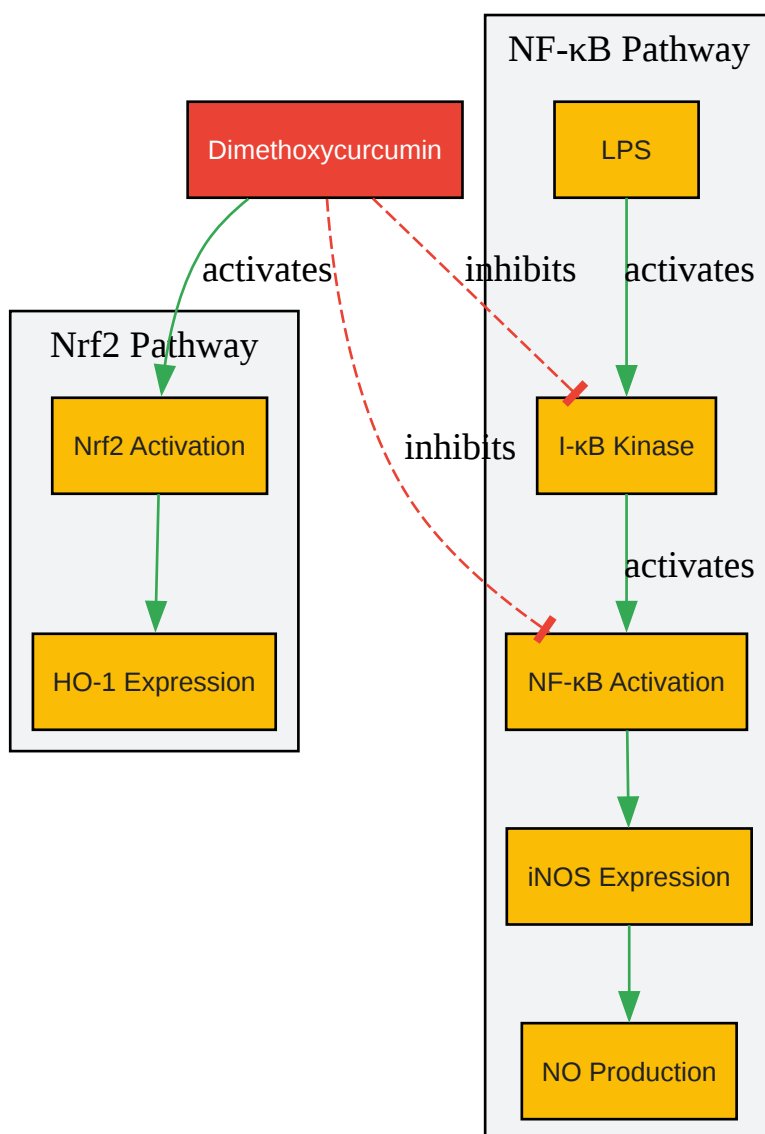 NF-κB Pathway
Dimethoxycurcumin
LPS
activates
inhibits
activates
Nrf2 Pathway
Nrf2 Activation
inhibits
I-κB Kinase
activates
HO-1 Expression
NF-κB Activation
iNOS Expression
NO Production